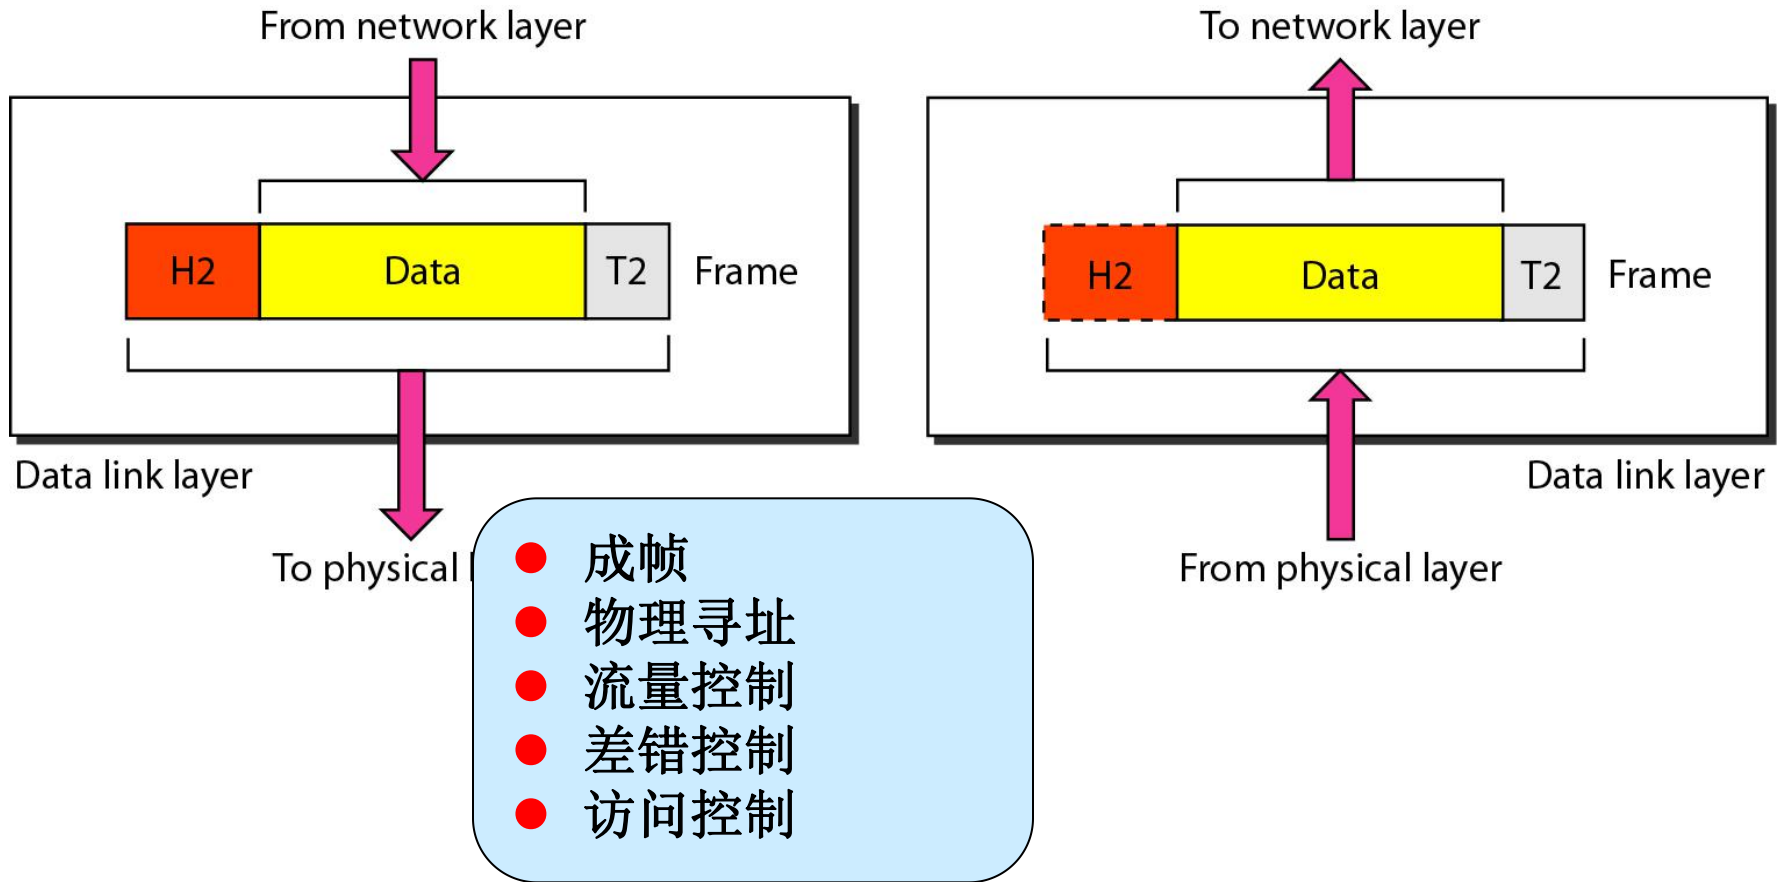 From network layer
To network layer
H2 Data T2 Frame
H2 Data T2 Frame
Data link layer
Data link layer
To physical
From physical layer
成帧
物理寻址
流量控制
差错控制
访问控制